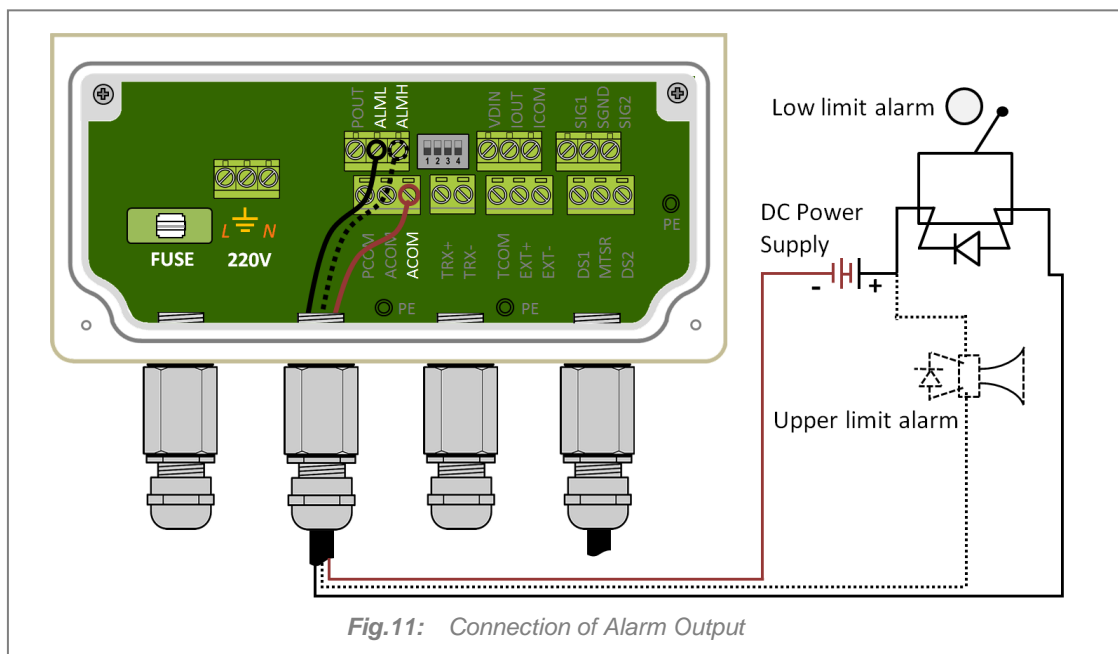 POUT ALML ALMH
1 2 3 4
VDIN IOUT ICOM
SIG1 SGND SIG2
Low limit alarm
FUSE
L N
220V
PCOM ACOM ACOM
TRX+ TRX-
TCOM EXT+ EXT-
DS1 MTSR DS2
PE
PE
PE
DC Power
Supply
- +
Upper limit alarm
Fig.11: Connection of Alarm Output